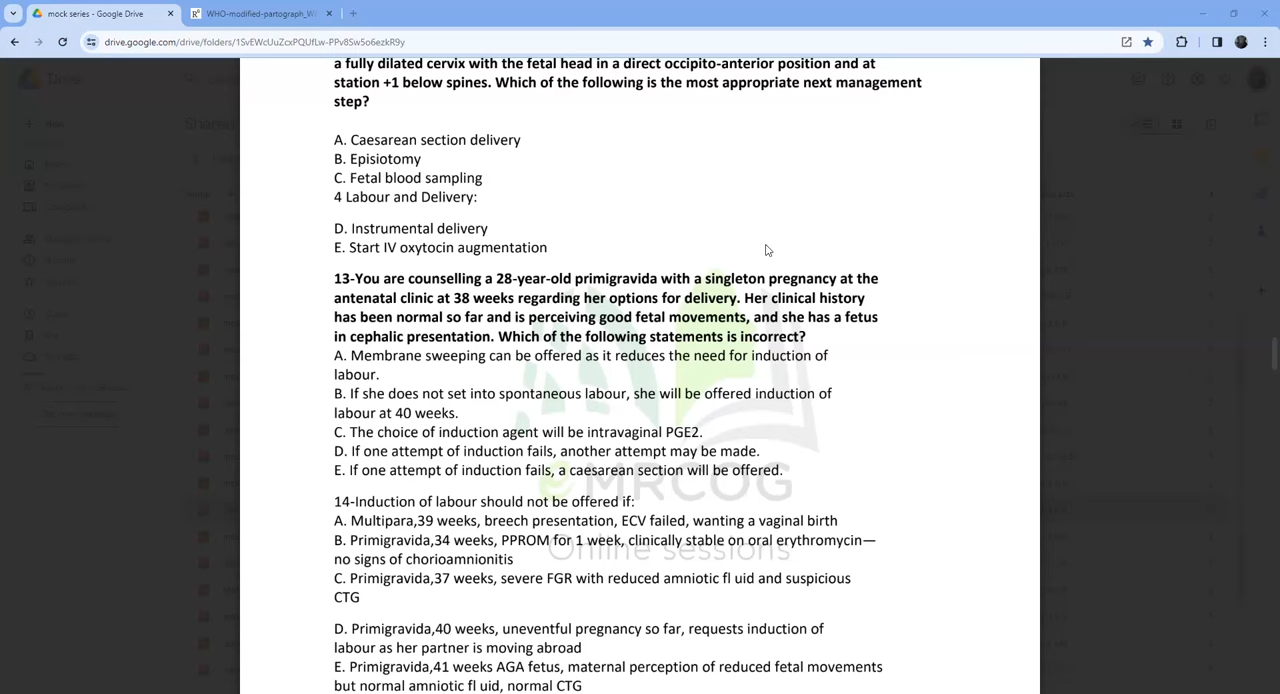 mock series - Google Drive
WHO-modified-partograph_W
drive.google.com/drive/folders/1SvEWcUuZcxPQUfLw-PPv8Sw5o6ezkR9y
Drive
a fully dilated cervix with the fetal head in a direct occipito-anterior position and at
station +1 below spines. Which of the following is the most appropriate next management
step?
A. Caesarean section delivery
B. Episiotomy
C. Fetal blood sampling
4 Labour and Delivery:
D. Instrumental delivery
E. Start IV oxytocin augmentation
13-You are counselling a 28-year-old primigravida with a singleton pregnancy at the
antenatal clinic at 38 weeks regarding her options for delivery. Her clinical history
has been normal so far and is perceiving good fetal movements, and she has a fetus
in cephalic presentation. Which of the following statements is incorrect?
A. Membrane sweeping can be offered as it reduces the need for induction of
labour.
B. If she does not set into spontaneous labour, she will be offered induction of
labour at 40 weeks.
C. The choice of induction agent will be intravaginal PGE2.
D. If one attempt of induction fails, another attempt may be made.
E. If one attempt of induction fails, a caesarean section will be offered.
eMRCOG
Online sessions
14-Induction of labour should not be offered if:
A. Multipara,39 weeks, breech presentation, ECV failed, wanting a vaginal birth
B. Primigravida,34 weeks, PPROM for 1 week, clinically stable on oral erythromycin—
no signs of chorioamnionitis
C. Primigravida,37 weeks, severe FGR with reduced amniotic fl uid and suspicious
CTG
D. Primigravida,40 weeks, uneventful pregnancy so far, requests induction of
labour as her partner is moving abroad
E. Primigravida,41 weeks AGA fetus, maternal perception of reduced fetal movements
but normal amniotic fl uid, normal CTG